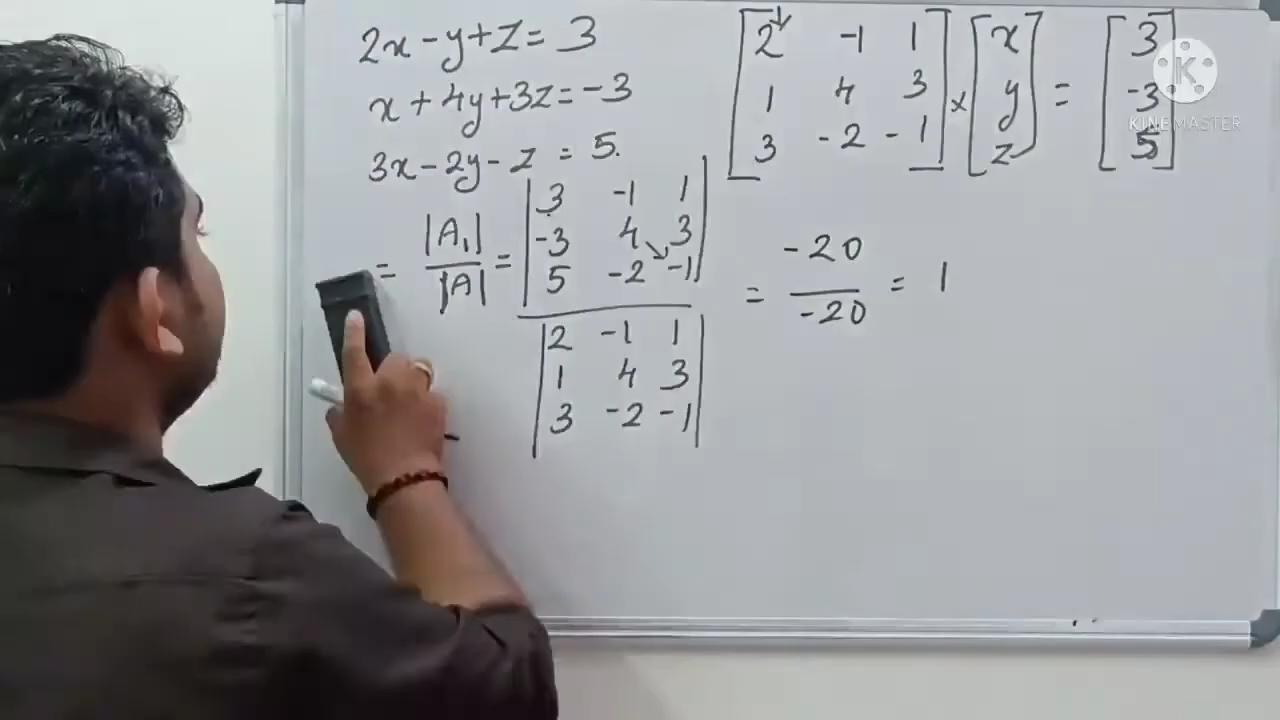 2x - y + z = 3
x + 4y + 3z = -3
3x - 2y - z = 5.
2 -1 1 x 3
1 4 3 × y = -3
3 -2 -1 z 5
K
KINEMASTER
= |A₁| / |A| =
3 -1 1
-3 4 3
5 -2 -1
2 -1 1
1 4 3
3 -2 -1
= -20 / -20 = 1